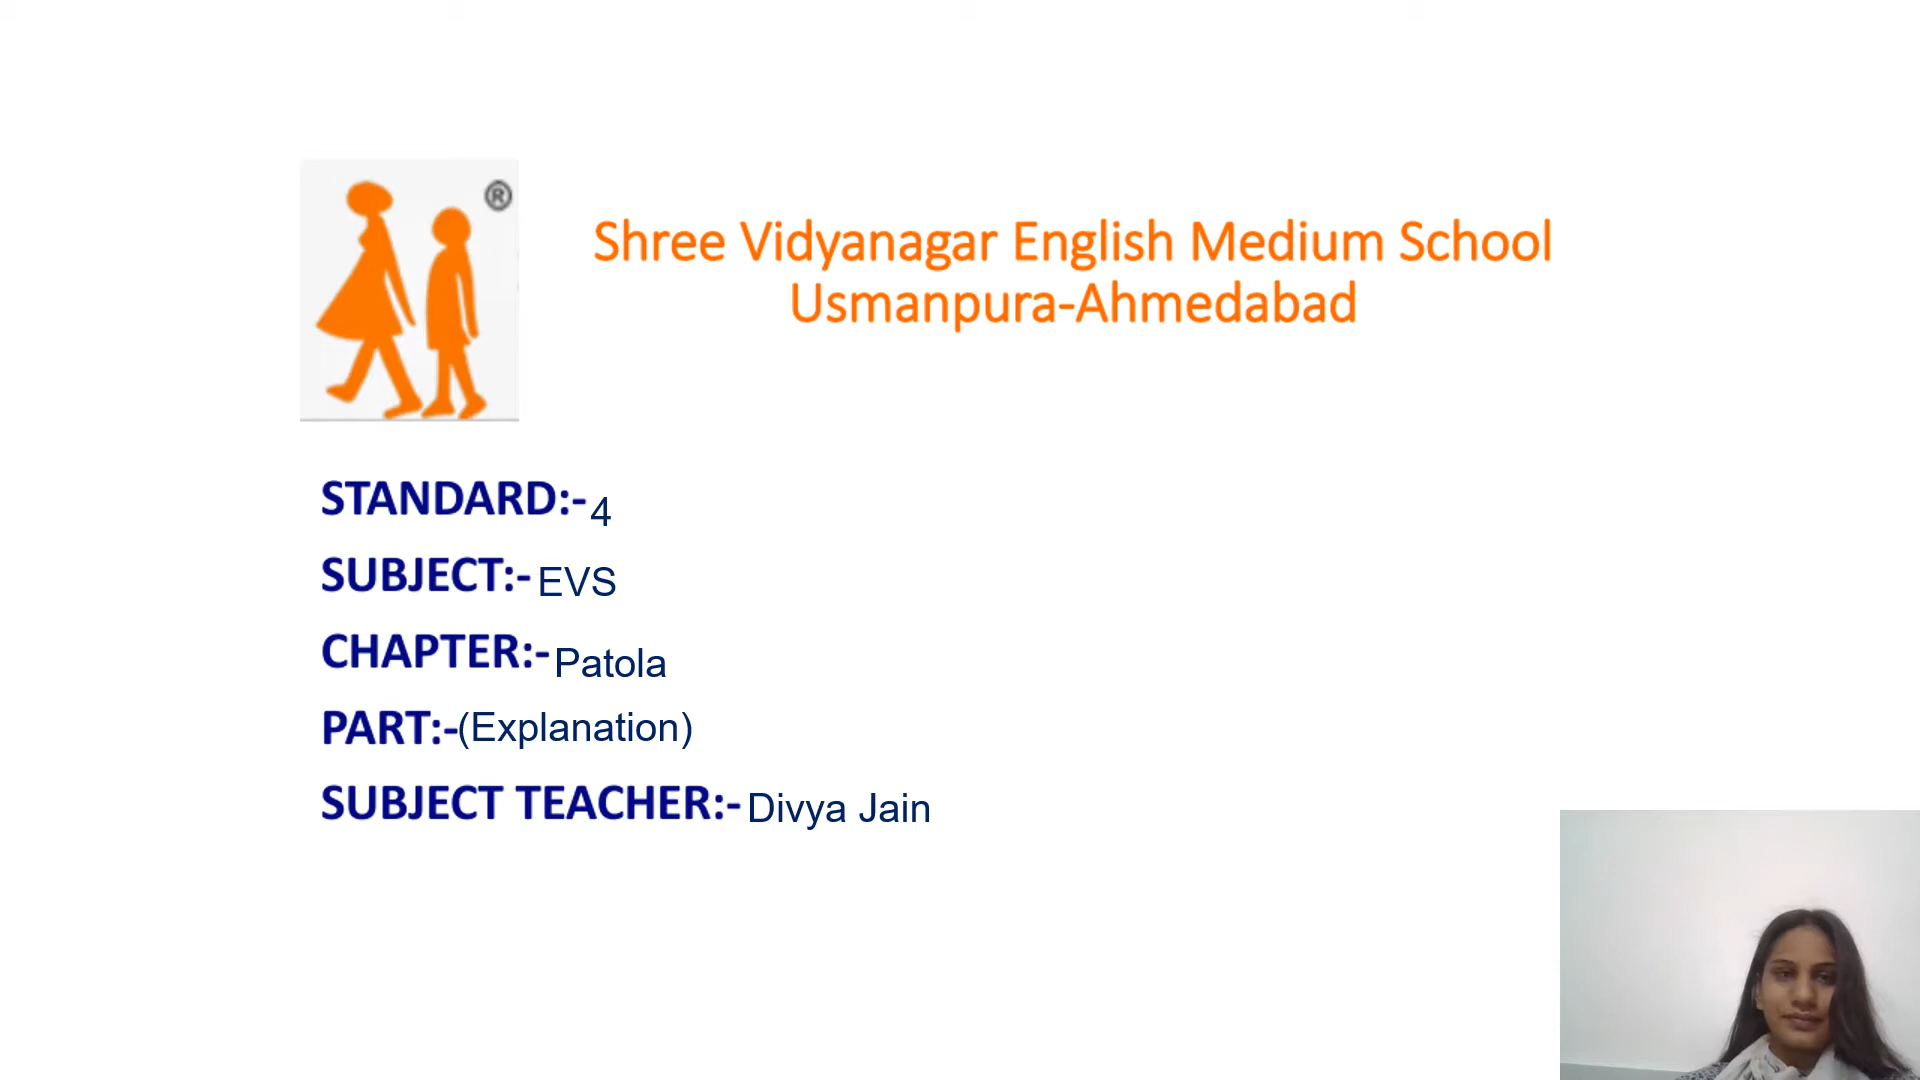 ®
Shree Vidyanagar English Medium School
Usmanpura-Ahmedabad
STANDARD:-4
SUBJECT:-EVS
CHAPTER:-Patola
PART:-(Explanation)
SUBJECT TEACHER:-Divya Jain